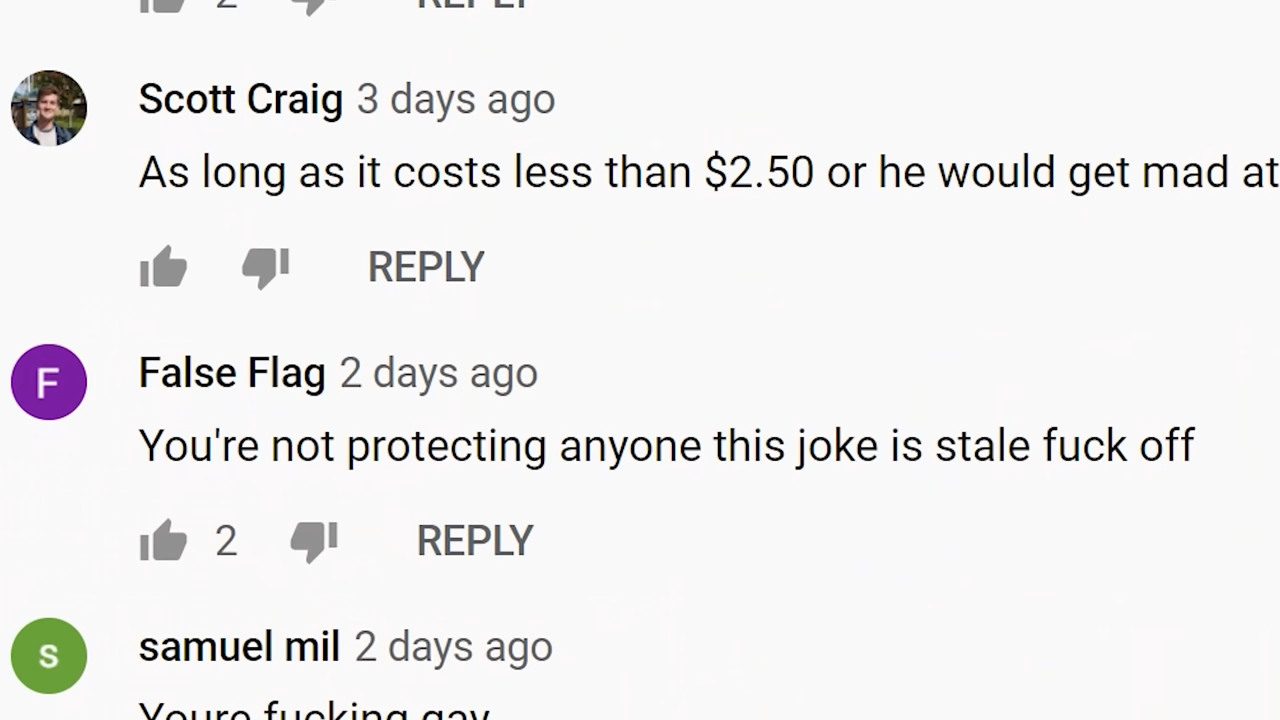 2 REPLY
Scott Craig 3 days ago
As long as it costs less than $2.50 or he would get mad at
REPLY
F
False Flag 2 days ago
You're not protecting anyone this joke is stale fuck off
2 REPLY
s
samuel mil 2 days ago
Youre fucking gay